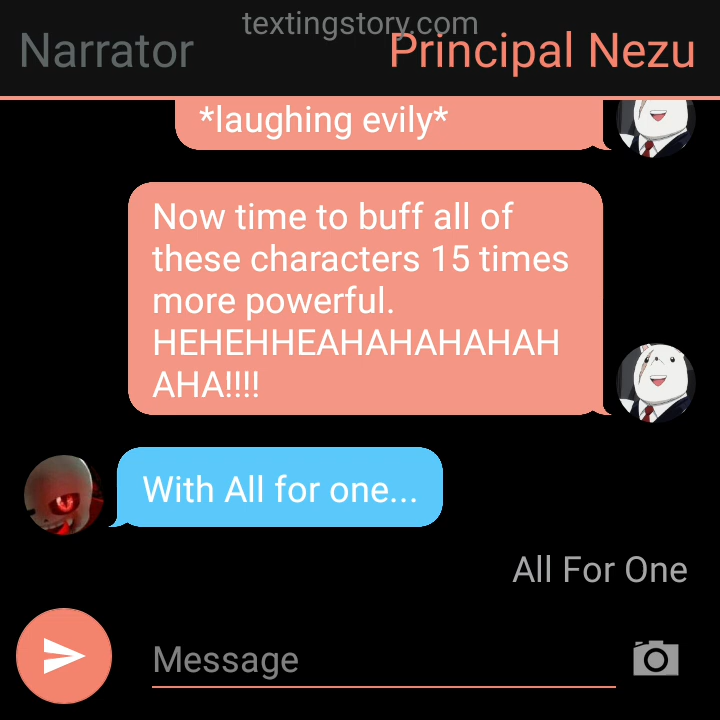 textingstory.com
Narrator
Principal Nezu
*laughing evily*
Now time to buff all of
these characters 15 times
more powerful.
HEHEHHEAHAHAHAHAH
AHA!!!!
With All for one...
All For One
Message